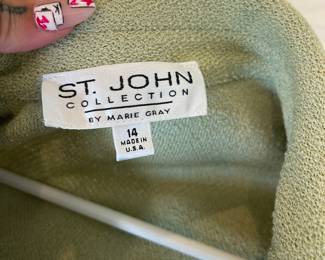 ST. JOHN
COLLECTION
BY MARIE GRAY
14
MADE IN
U.S.A.